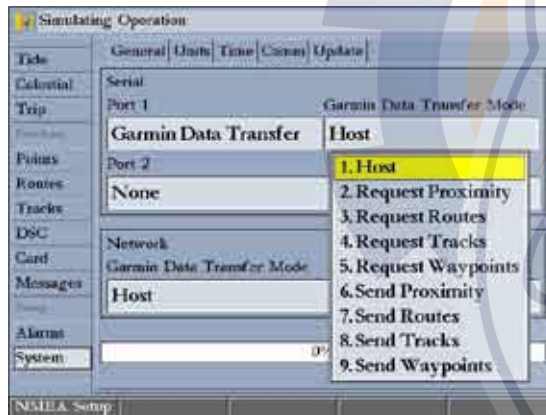 Simulating Operation
General Units Time Comm Update
Tide
Celestial
Trip
Points
Routes
Tracks
DSC
Card
Messages
Alarms
System
Serial
Port 1
Garmin Data Transfer Mode
Garmin Data Transfer
Host
Port 2
None
1. Host
2. Request Proximity
3. Request Routes
4. Request Tracks
5. Request Waypoints
6. Send Proximity
7. Send Routes
8. Send Tracks
9. Send Waypoints
Network
Garmin Data Transfer Mode
Host
0%
NMEA Setup